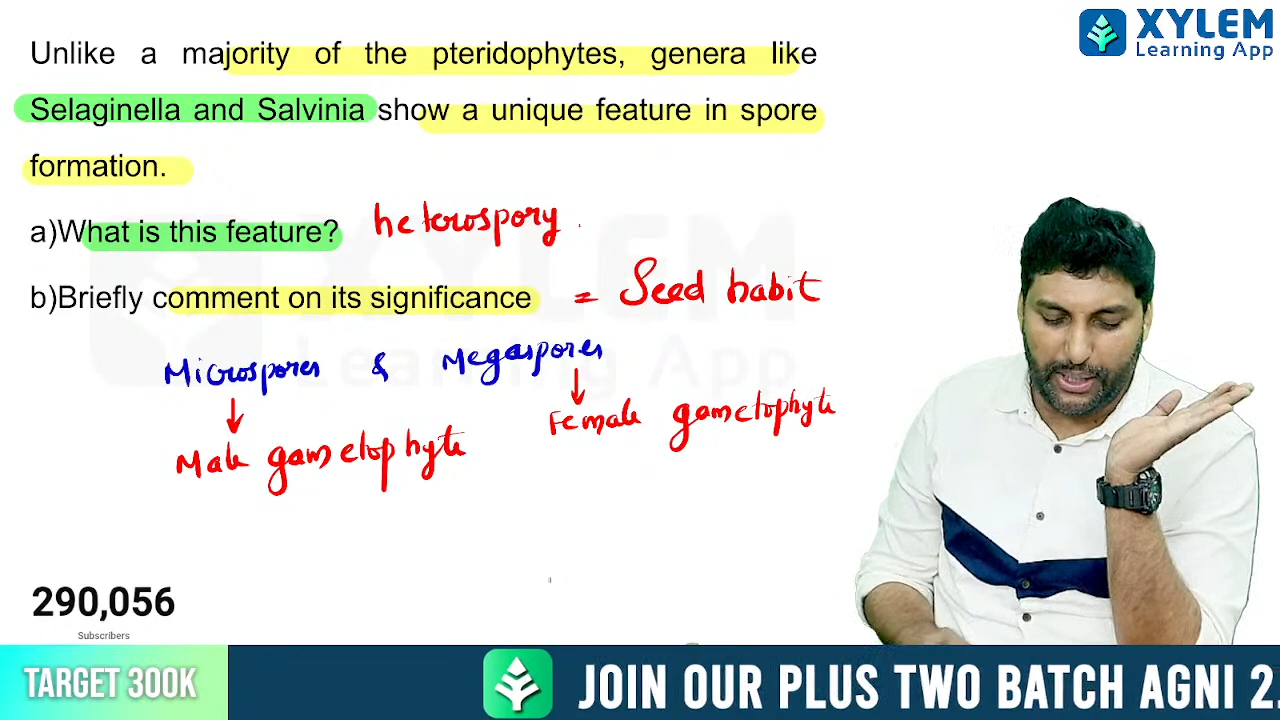 XYLEM
Learning App
Unlike a majority of the pteridophytes, genera like
Selaginella and Salvinia show a unique feature in spore
formation.
a)What is this feature? heterospory.
b)Briefly comment on its significance = Seed habit
Microspores & Megaspores
Male gametophyte
Female gametophyte
290,056
Subscribers
TARGET 300K
JOIN OUR PLUS TWO BATCH AGNI 2.